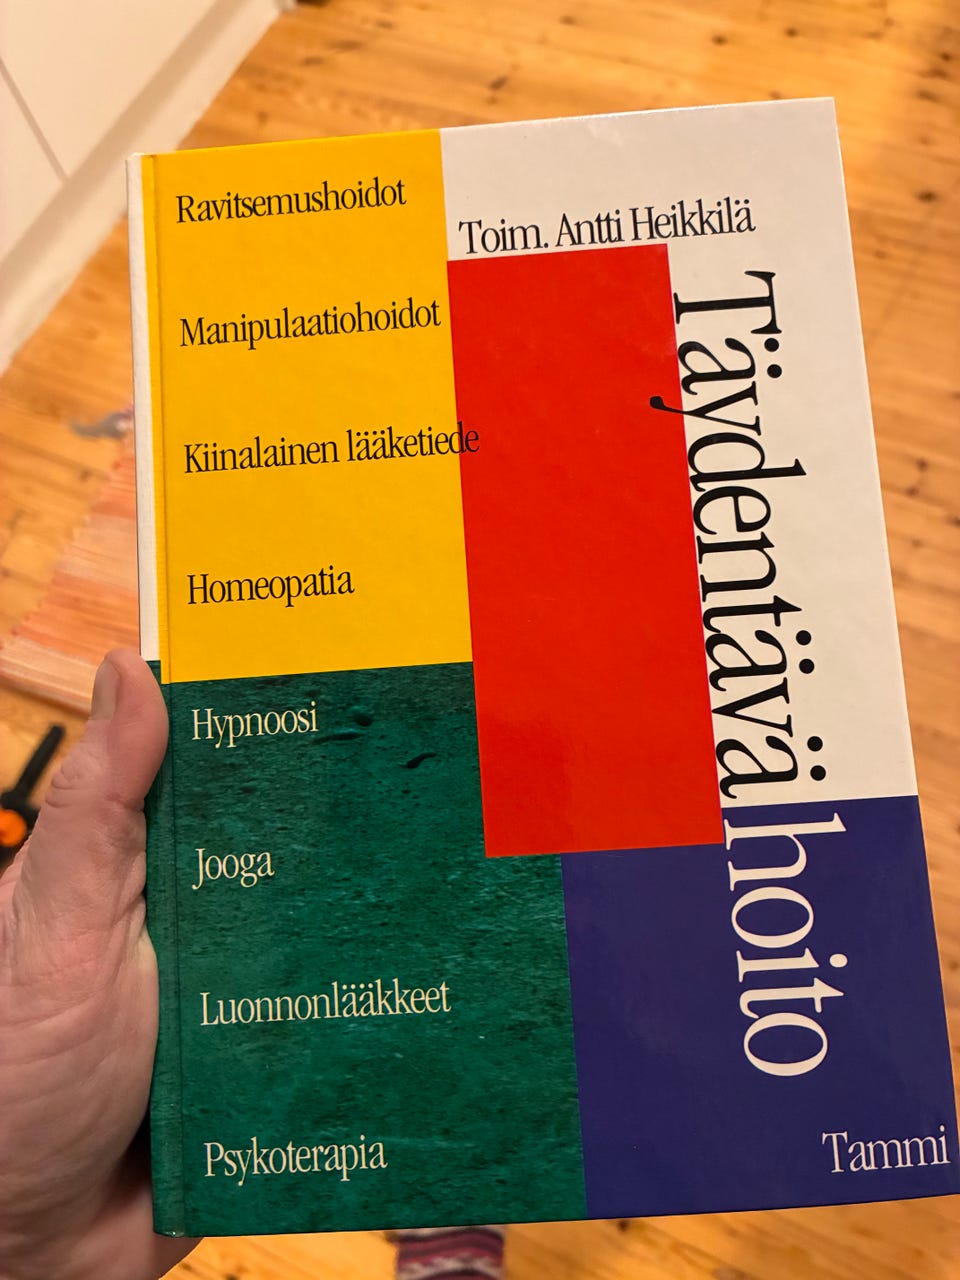 Ravitsemushoidot
Manipulaatiohoidot
Kiinalainen lääketiede
Homeopatia
Hypnoosi
Jooga
Luonnonlääkkeet
Psykoterapia
Toim. Antti Heikkilä
Täydentävä hoito
Tammi